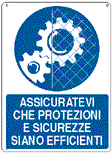 ASSICURATEVI
CHE PROTEZIONI
E SICUREZZE
SIANO EFFICIENTI